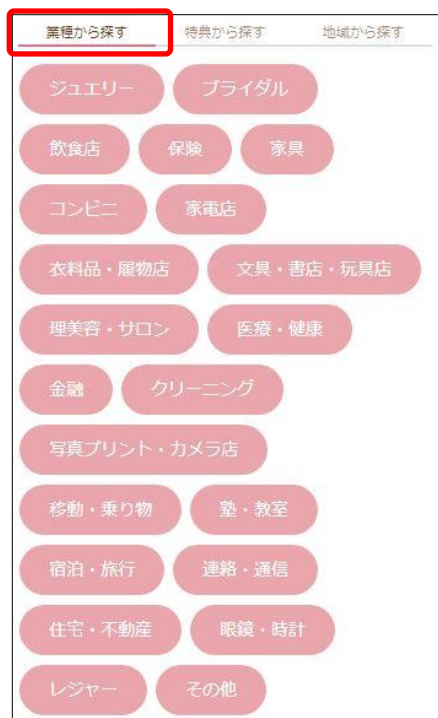 業種から探す 特典から探す 地域から探す
ジュエリー ブライダル
飲食店 保険 家具
コンビニ 家電店
衣料品・履物店 文具・書店・玩具店
理美容・サロン 医療・健康
金融 クリーニング
写真プリント・カメラ店
移動・乗り物 塾・教室
宿泊・旅行 連絡・通信
住宅・不動産 眼鏡・時計
レジャー その他